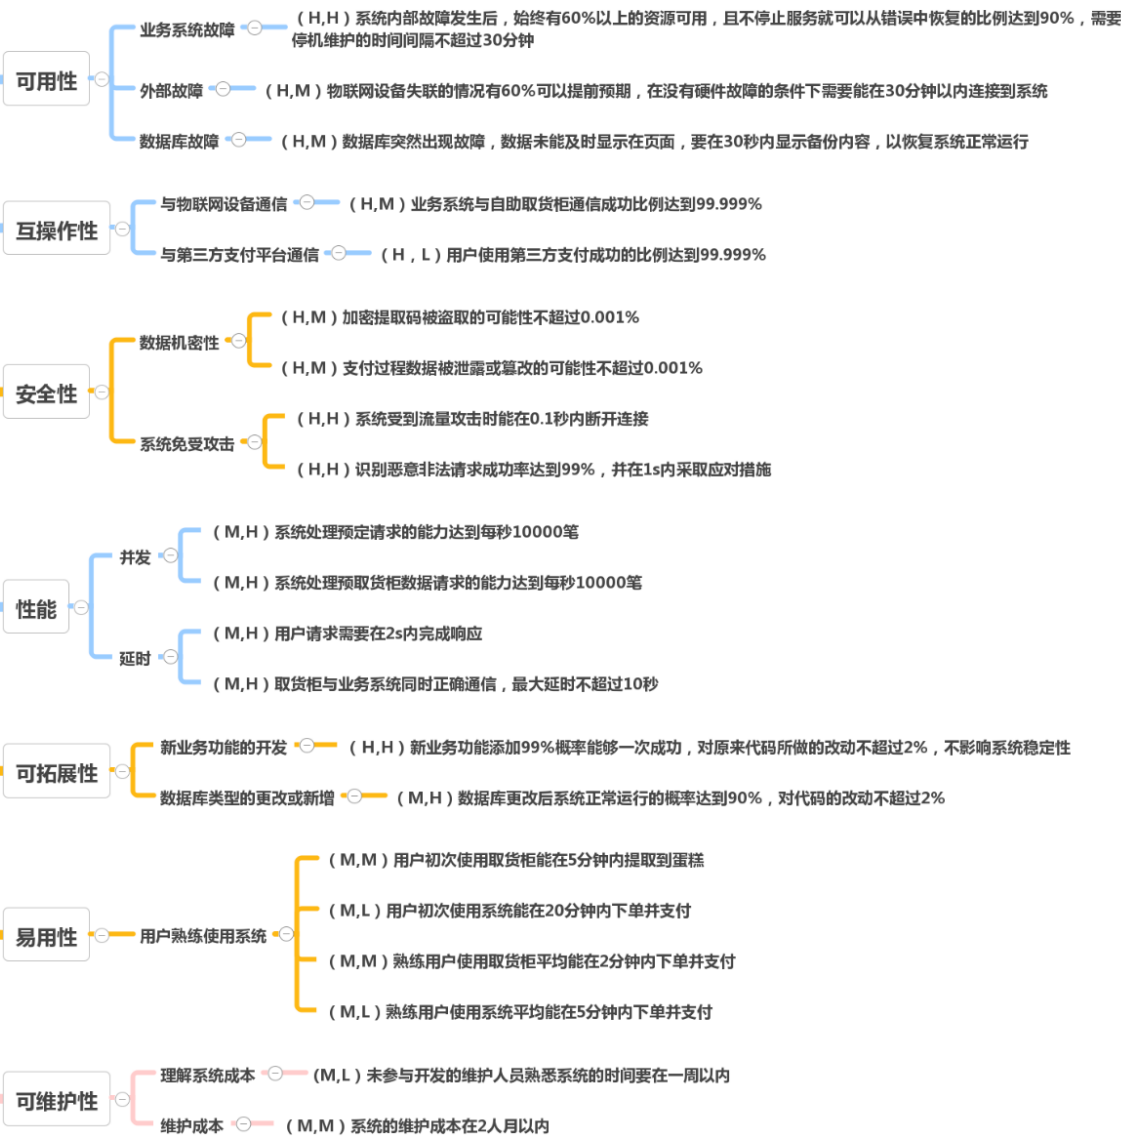 可用性
业务系统故障
（H,H）系统内部故障发生后，始终有60%以上的资源可用，且不停止服务就可以从错误中恢复的比例达到90%，需要
停机维护的时间间隔不超过30分钟
外部故障
（H,M）物联网设备失联的情况有60%可以提前预期，在没有硬件故障的条件下需要能在30分钟以内连接到系统
数据库故障
（H,M）数据库突然出现故障，数据未能及时显示在页面，要在30秒内显示备份内容，以恢复系统正常运行
互操作性
与物联网设备通信
（H,M）业务系统与自助取货柜通信成功比例达到99.999%
与第三方支付平台通信
（H，L）用户使用第三方支付成功的比例达到99.999%
安全性
数据机密性
（H,M）加密提取码被盗取的可能性不超过0.001%
（H,M）支付过程数据被泄露或篡改的可能性不超过0.001%
系统免受攻击
（H,H）系统受到流量攻击时能在0.1秒内断开连接
（H,H）识别恶意非法请求成功率达到99%，并在1s内采取应对措施
性能
并发
（M,H）系统处理预定请求的能力达到每秒10000笔
（M,H）系统处理预取货柜数据请求的能力达到每秒10000笔
延时
（M,H）用户请求需要在2s内完成响应
（M,H）取货柜与业务系统同时正确通信，最大延时不超过10秒
可拓展性
新业务功能的开发
（H,H）新业务功能添加99%概率能够一次成功，对原来代码所做的改动不超过2%，不影响系统稳定性
数据库类型的更改或新增
（M,H）数据库更改后系统正常运行的概率达到90%，对代码的改动不超过2%
易用性
用户熟练使用系统
（M,M）用户初次使用取货柜能在5分钟内提取到蛋糕
（M,L）用户初次使用系统能在20分钟内下单并支付
（M,M）熟练用户使用取货柜平均能在2分钟内下单并支付
（M,L）熟练用户使用系统平均能在5分钟内下单并支付
可维护性
理解系统成本
(M,L）未参与开发的维护人员熟悉系统的时间要在一周以内
维护成本
（M,M）系统的维护成本在2人月以内